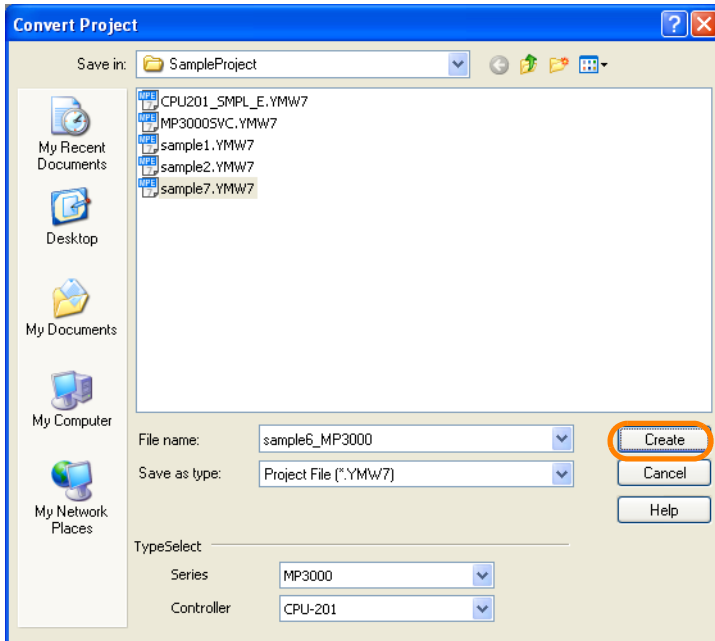 Convert Project
Save in: SampleProject
CPU201_SMPL_E.YMW7
MP3000SVC.YMW7
sample1.YMW7
sample2.YMW7
sample7.YMW7
My Recent
Documents
Desktop
My Documents
My Computer
My Network
Places
File name: sample6_MP3000 Create
Save as type: Project File (*.YMW7) Cancel
Help
TypeSelect
Series MP3000
Controller CPU-201